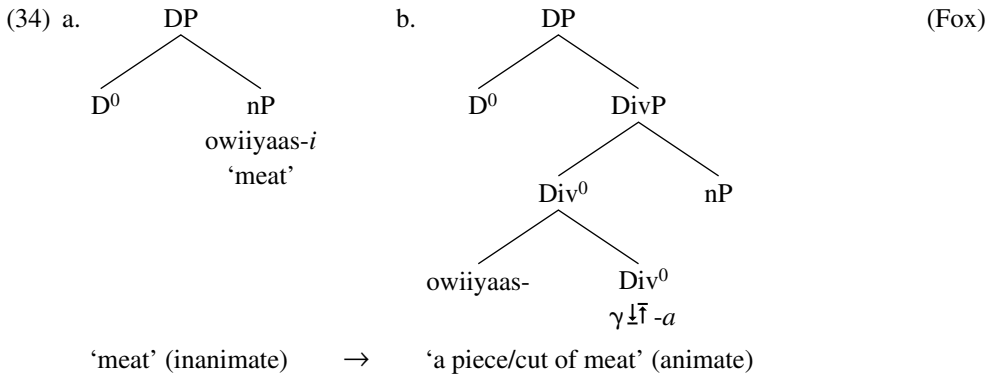 (34) a. DP b. DP (Fox)
D⁰ nP D⁰ DivP
owiiyaas-i
‘meat’
Div⁰ nP
owiiyaas- Div⁰
γ -a
‘meat’ (inanimate) → ‘a piece/cut of meat’ (animate)